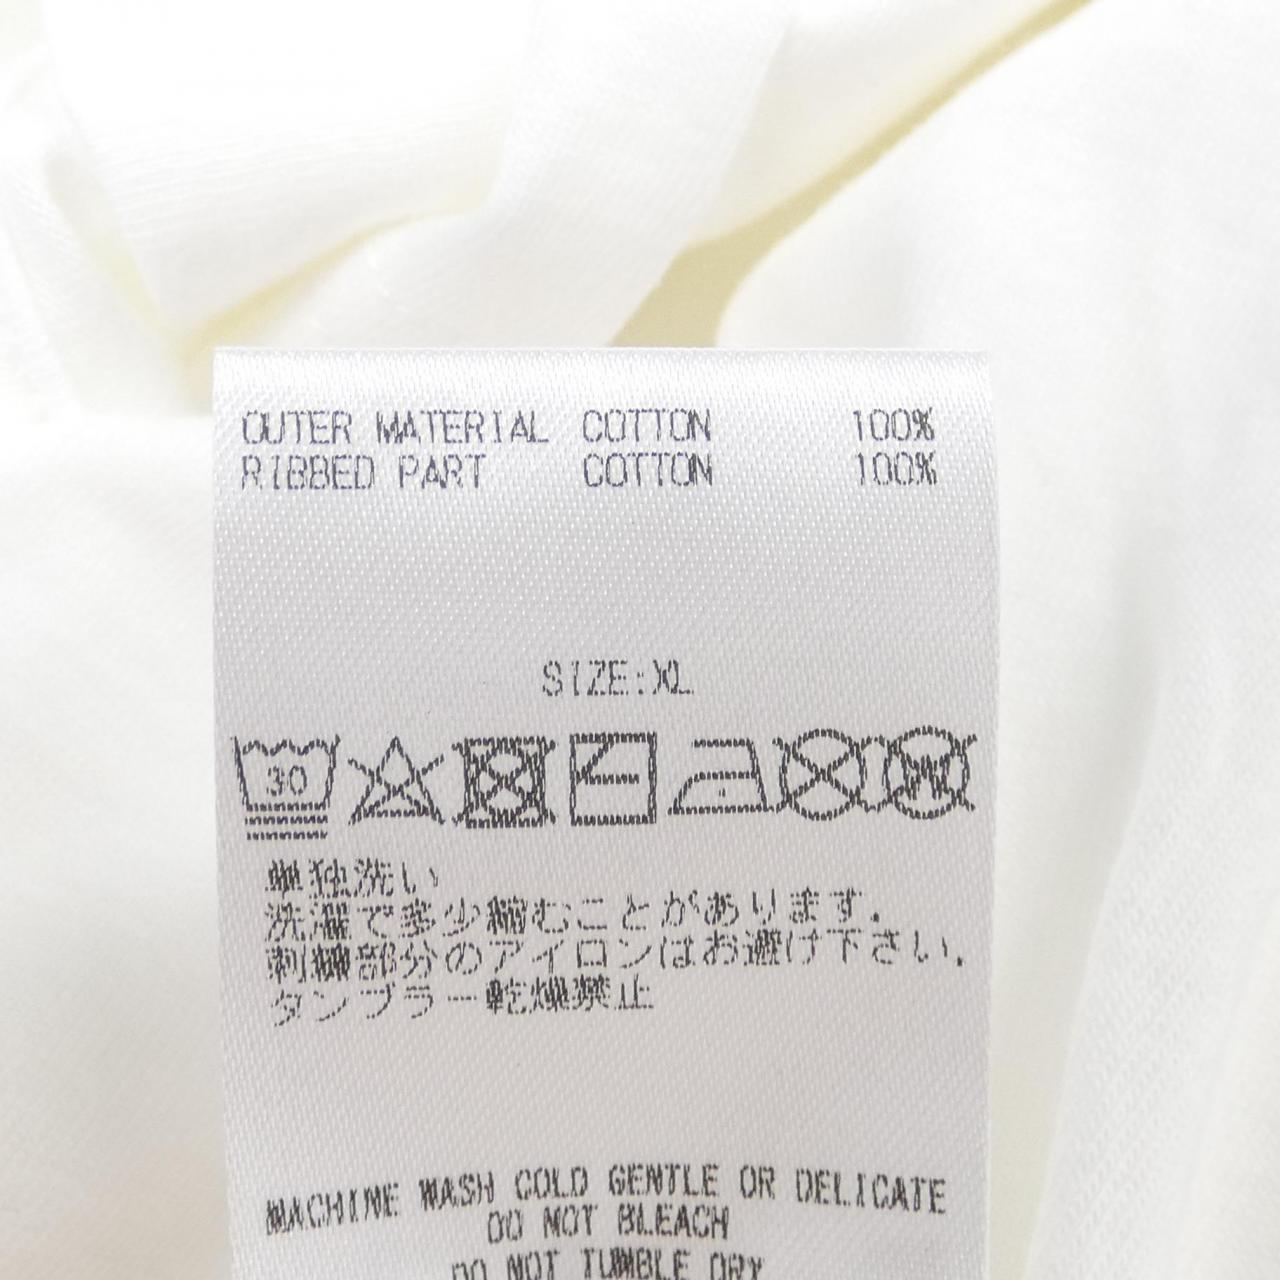 OUTER MATERIAL COTTON 100%
RIBBED PART COTTON 100%
SIZE:XL
30
単独洗い
洗濯で多少縮むことがあります.
刺繍部分のアイロンはお避け下さい.
タンブラー乾燥禁止
MACHINE WASH COLD GENTLE OR DELICATE
DO NOT BLEACH
DO NOT TUMBLE DRY